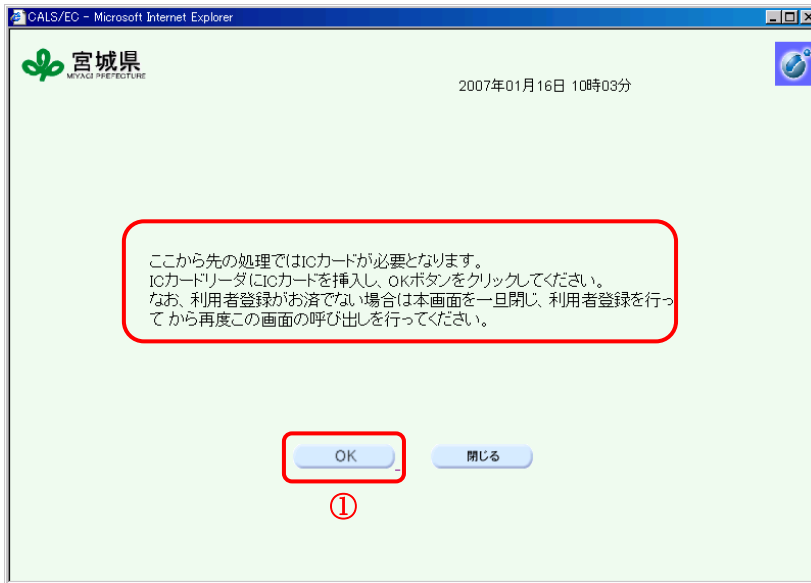 CALS/EC - Microsoft Internet Explorer
宮城県
MIYAGI PREFECTURE
2007年01月16日 10時03分
ここから先の処理ではICカードが必要となります。
ICカードリーダにICカードを挿入し、OKボタンをクリックしてください。
なお、利用者登録がお済でない場合は本画面を一旦閉じ、利用者登録を行っ
て から再度この画面の呼び出しを行ってください。
OK 閉じる
①